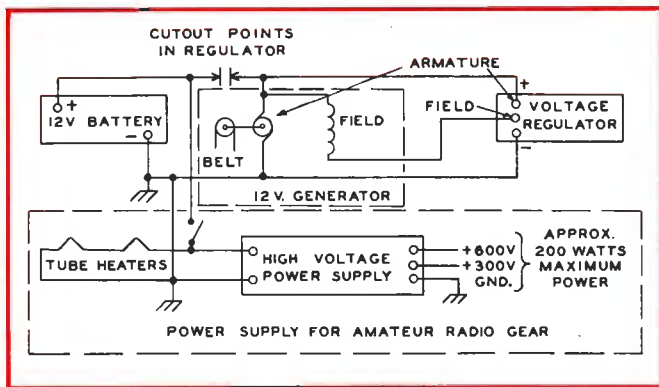 CUTOUT POINTS
IN REGULATOR
ARMATURE
+
12V BATTERY
-
BELT
FIELD
12 V. GENERATOR
+
FIELD
VOLTAGE
REGULATOR
-
TUBE HEATERS
HIGH VOLTAGE
POWER SUPPLY
+600V
+300V
GND.
APPROX.
200 WATTS
MAXIMUM
POWER
POWER SUPPLY FOR AMATEUR RADIO GEAR